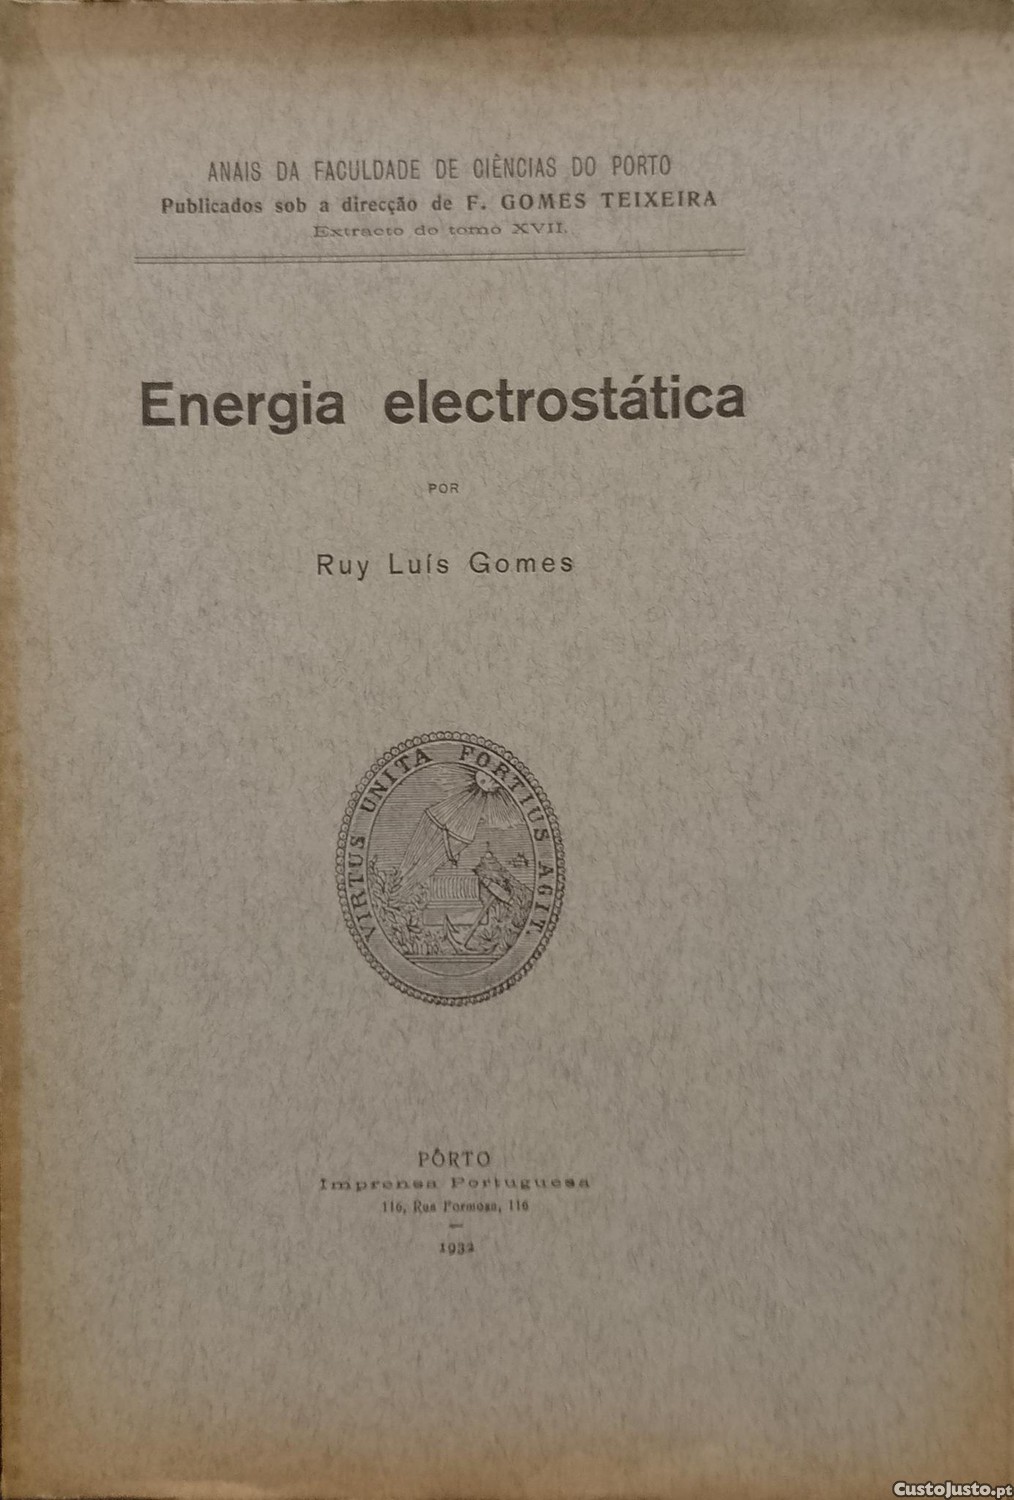 ANAIS DA FACULDADE DE CIÊNCIAS DO PORTO
Publicados sob a direcção de F. GOMES TEIXEIRA
Extracto do tomo XVII.
Energia electrostática
POR
Ruy Luís Gomes
VIRTUS UNITA FORTIUS AGIT.
PÔRTO
Imprensa Portuguesa
116, Rua Formosa, 116
1932
CustoJusto.pt